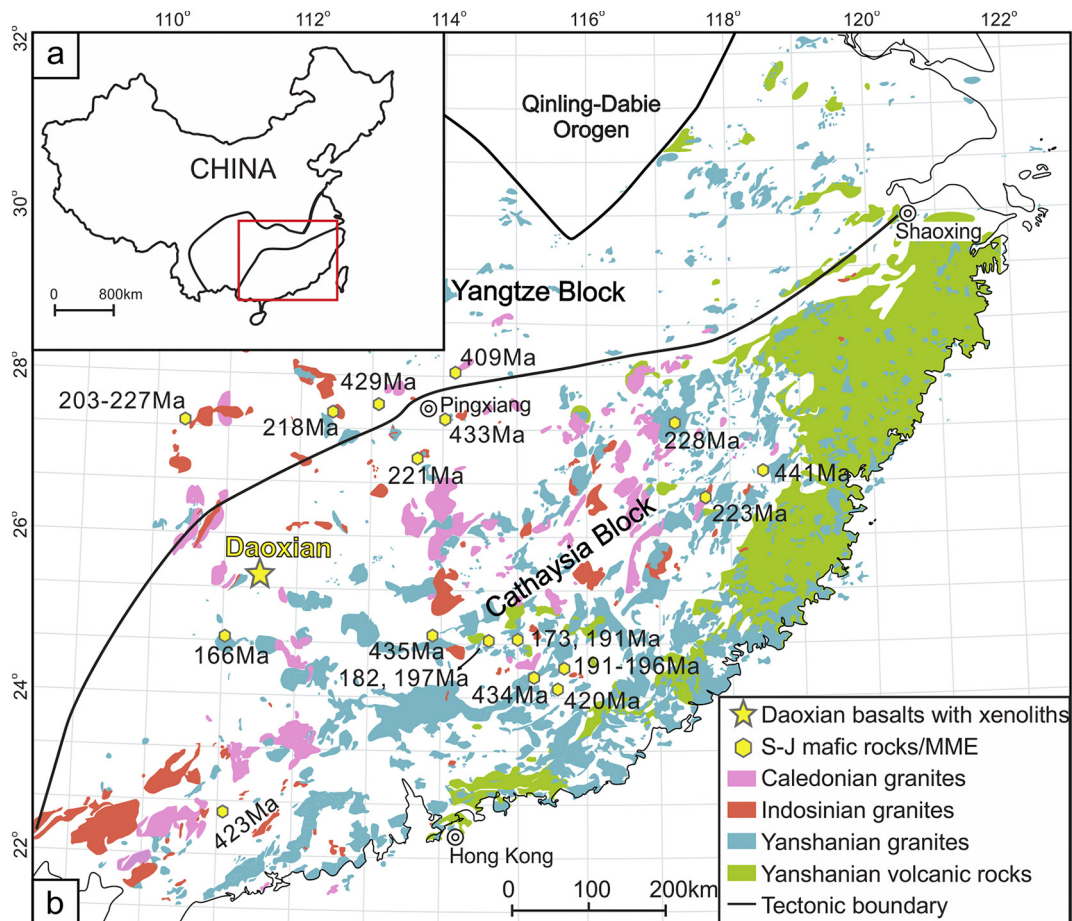 110° 112° 114° 116° 118° 120° 122°
32°
a
Qinling-Dabie
Orogen
CHINA
30°
Shaoxing
0 800km
Yangtze Block
28°
409Ma
429Ma
203-227Ma
Pingxiang
218Ma
433Ma
228Ma
221Ma
441Ma
223Ma
26°
Cathaysia Block
Daoxian
173, 191Ma
166Ma
435Ma
191-196Ma
182, 197Ma
434Ma
420Ma
24°
Daoxian basalts with xenoliths
S-J mafic rocks/MME
Caledonian granites
Indosinian granites
Yanshanian granites
Yanshanian volcanic rocks
Tectonic boundary
423Ma
22°
Hong Kong
0 100 200km
b